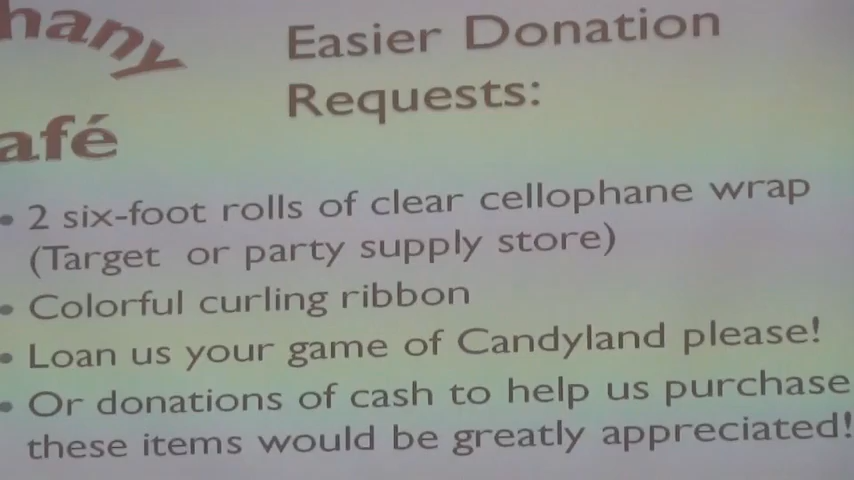 hany
afé
Easier Donation
Requests:
• 2 six-foot rolls of clear cellophane wrap
(Target or party supply store)
• Colorful curling ribbon
• Loan us your game of Candyland please!
• Or donations of cash to help us purchase
these items would be greatly appreciated!